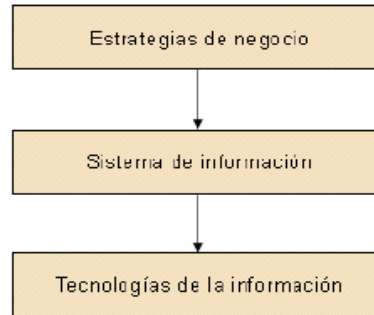 Estrategias de negocio
Sistema de información
Tecnologías de la información